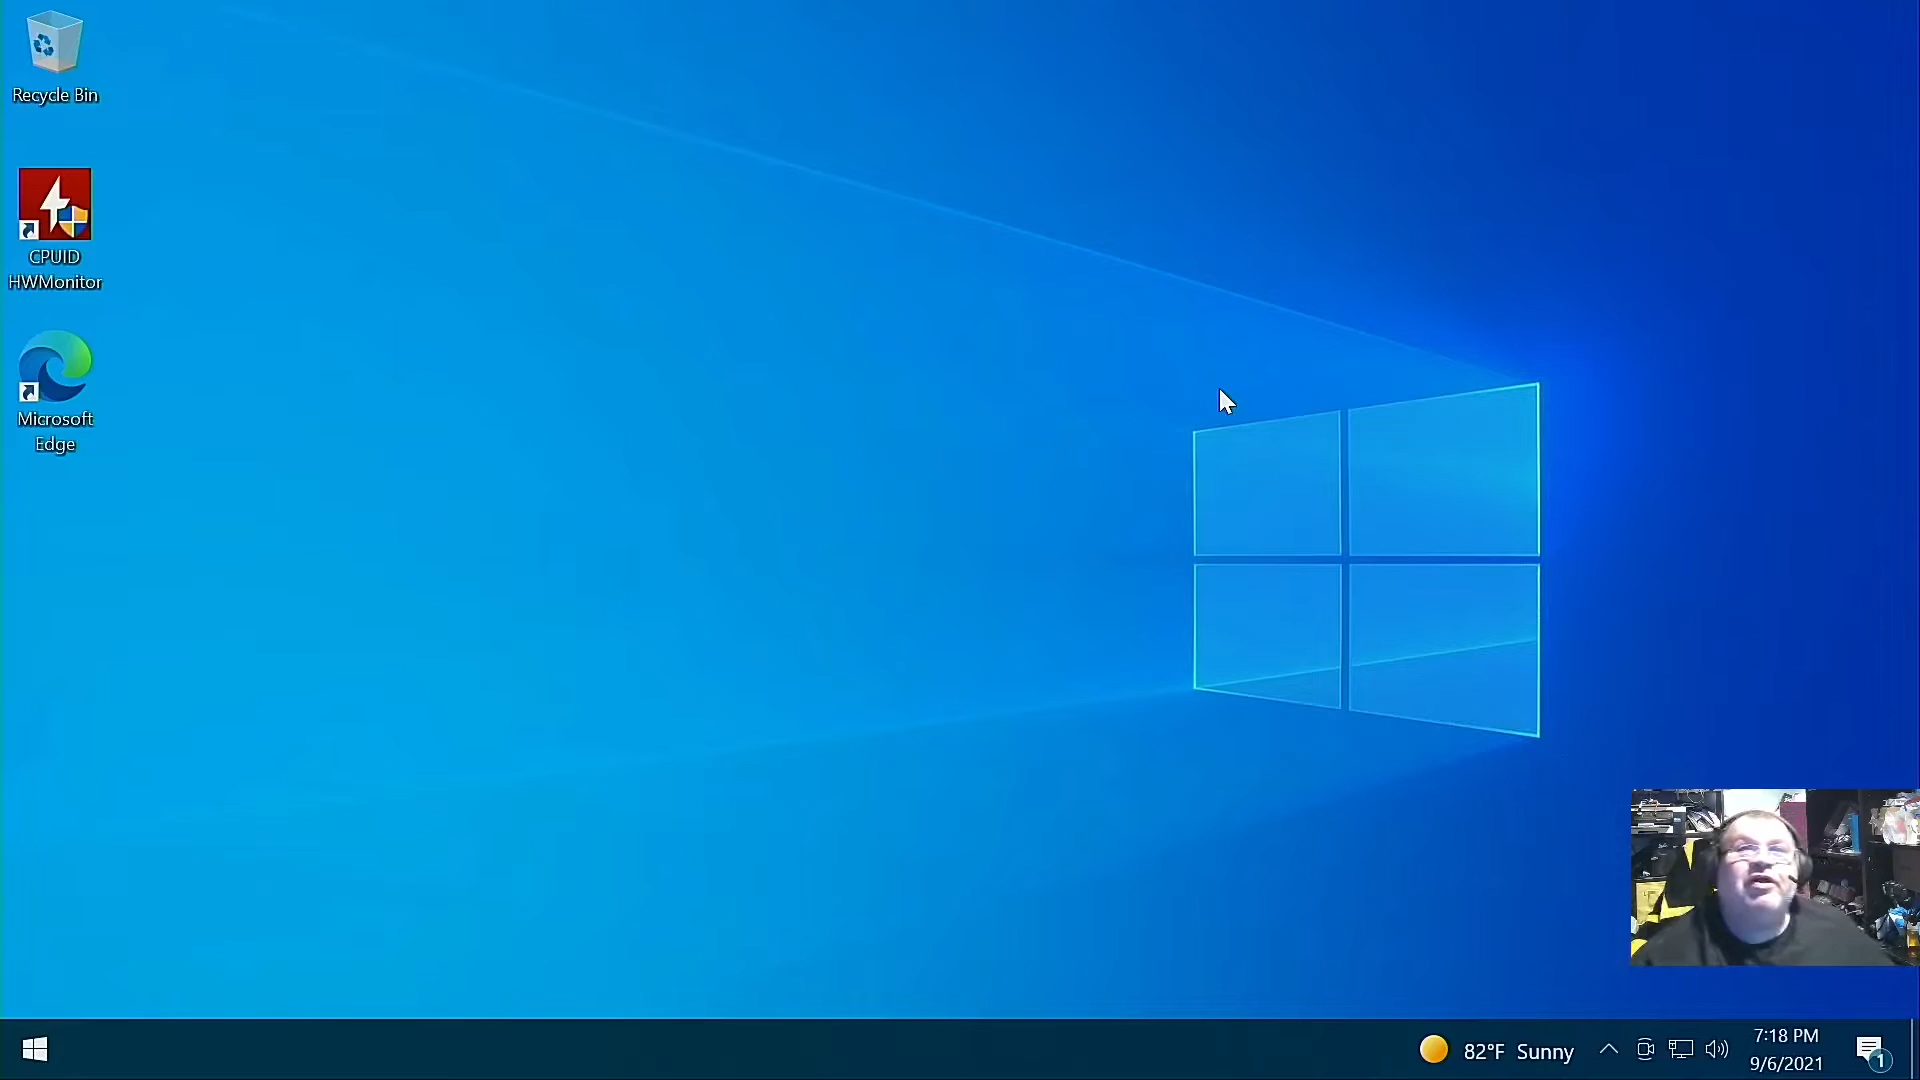 Recycle Bin
CPUID
HWMonitor
Microsoft
Edge
82°F Sunny
7:18 PM
9/6/2021
1